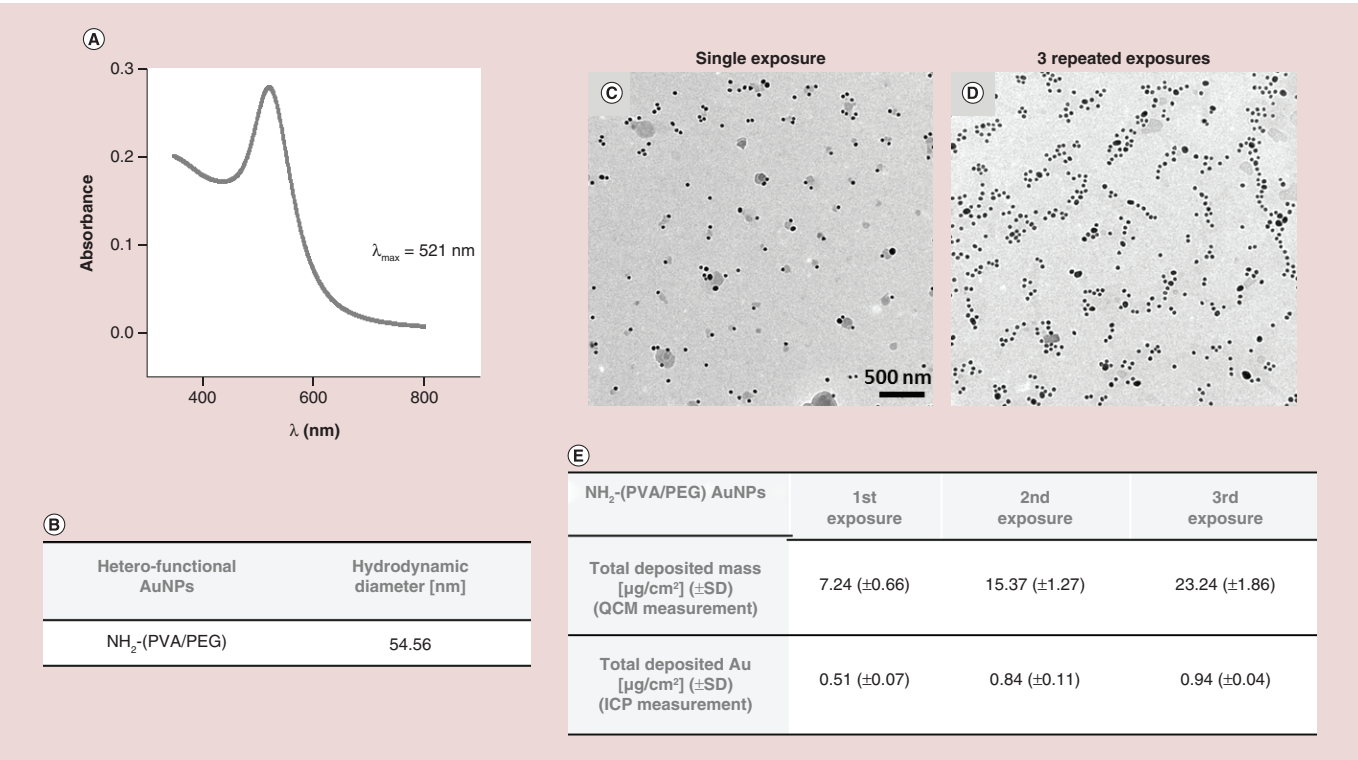 A
0.3
0.2
0.1
0.0
Absorbance
λmax = 521 nm
400 600 800
λ (nm)
B
Hetero-functional AuNPs
Hydrodynamic diameter [nm]
NH2-(PVA/PEG) 54.56
Single exposure
C
500 nm
3 repeated exposures
D
E
NH2-(PVA/PEG) AuNPs
1st exposure
2nd exposure
3rd exposure
Total deposited mass
[µg/cm²] (±SD)
(QCM measurement)
7.24 (±0.66) 15.37 (±1.27) 23.24 (±1.86)
Total deposited Au
[µg/cm²] (±SD)
(ICP measurement)
0.51 (±0.07) 0.84 (±0.11) 0.94 (±0.04)